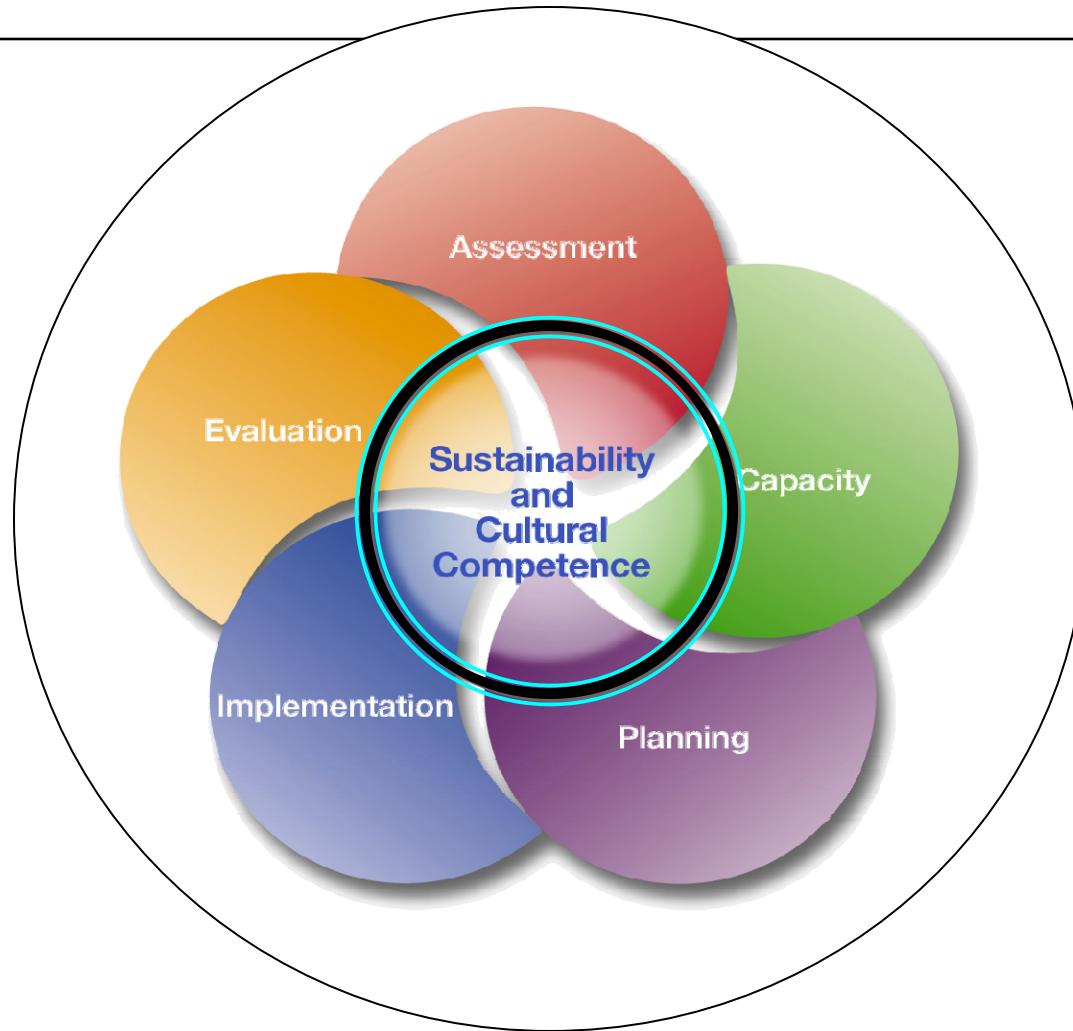 Assessment
Evaluation
Sustainability
and
Cultural
Competence
Capacity
Implementation
Planning